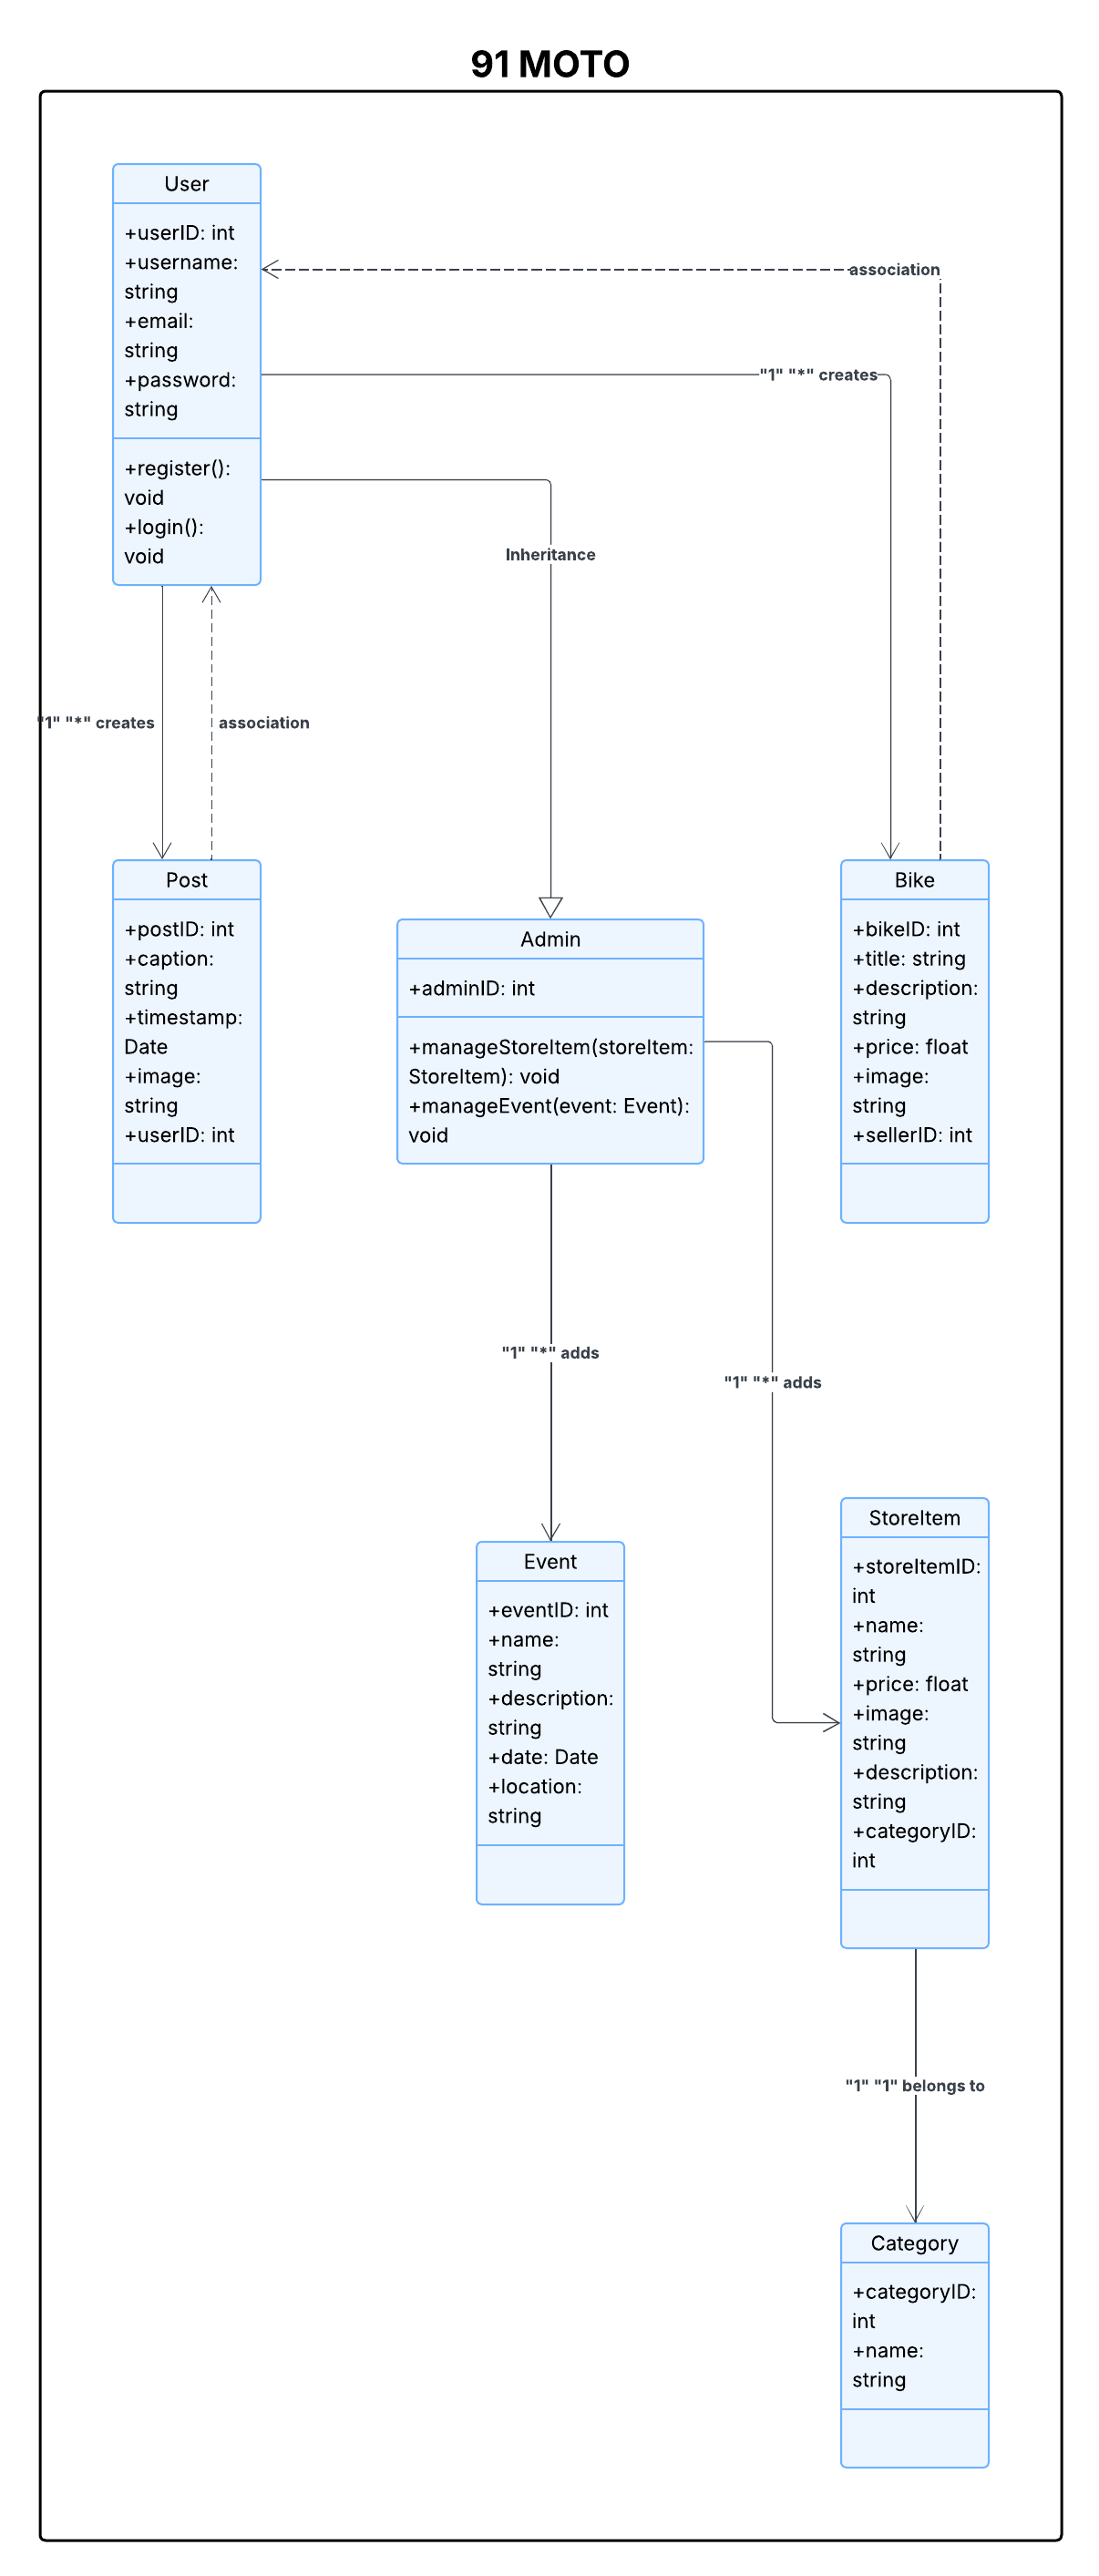 91 MOTO
User
+userID: int
+username:
string
+email:
string
+password:
string
+register():
void
+login():
void
association
"1" "*" creates
Inheritance
"1" "*" creates
association
Post
+postID: int
+caption:
string
+timestamp:
Date
+image:
string
+userID: int
Admin
+adminID: int
+manageStoreItem(storeItem:
StoreItem): void
+manageEvent(event: Event):
void
Bike
+bikeID: int
+title: string
+description:
string
+price: float
+image:
string
+sellerID: int
"1" "*" adds
"1" "*" adds
Event
+eventID: int
+name:
string
+description:
string
+date: Date
+location:
string
StoreItem
+storeItemID:
int
+name:
string
+price: float
+image:
string
+description:
string
+categoryID:
int
"1" "1" belongs to
Category
+categoryID:
int
+name:
string